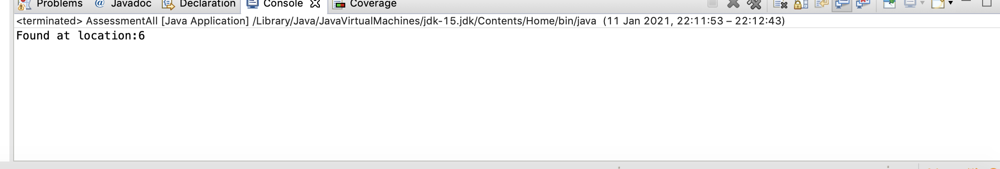 Problems @ Javadoc Declaration Console Coverage
<terminated> AssessmentAll [Java Application] /Library/Java/JavaVirtualMachines/jdk-15.jdk/Contents/Home/bin/java (11 Jan 2021, 22:11:53 – 22:12:43)
Found at location:6